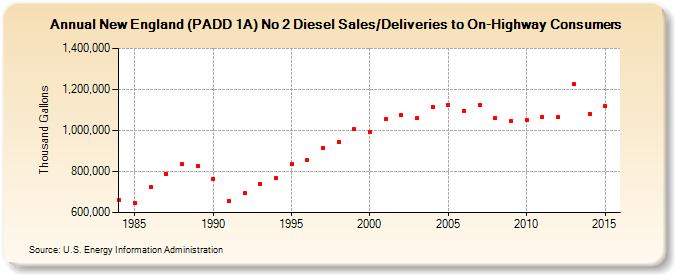 Annual New England (PADD 1A) No 2 Diesel Sales/Deliveries to On-Highway Consumers
Thousand Gallons
1,400,000
1,200,000
1,000,000
800,000
600,000
1985 1990 1995 2000 2005 2010 2015
Source: U.S. Energy Information Administration